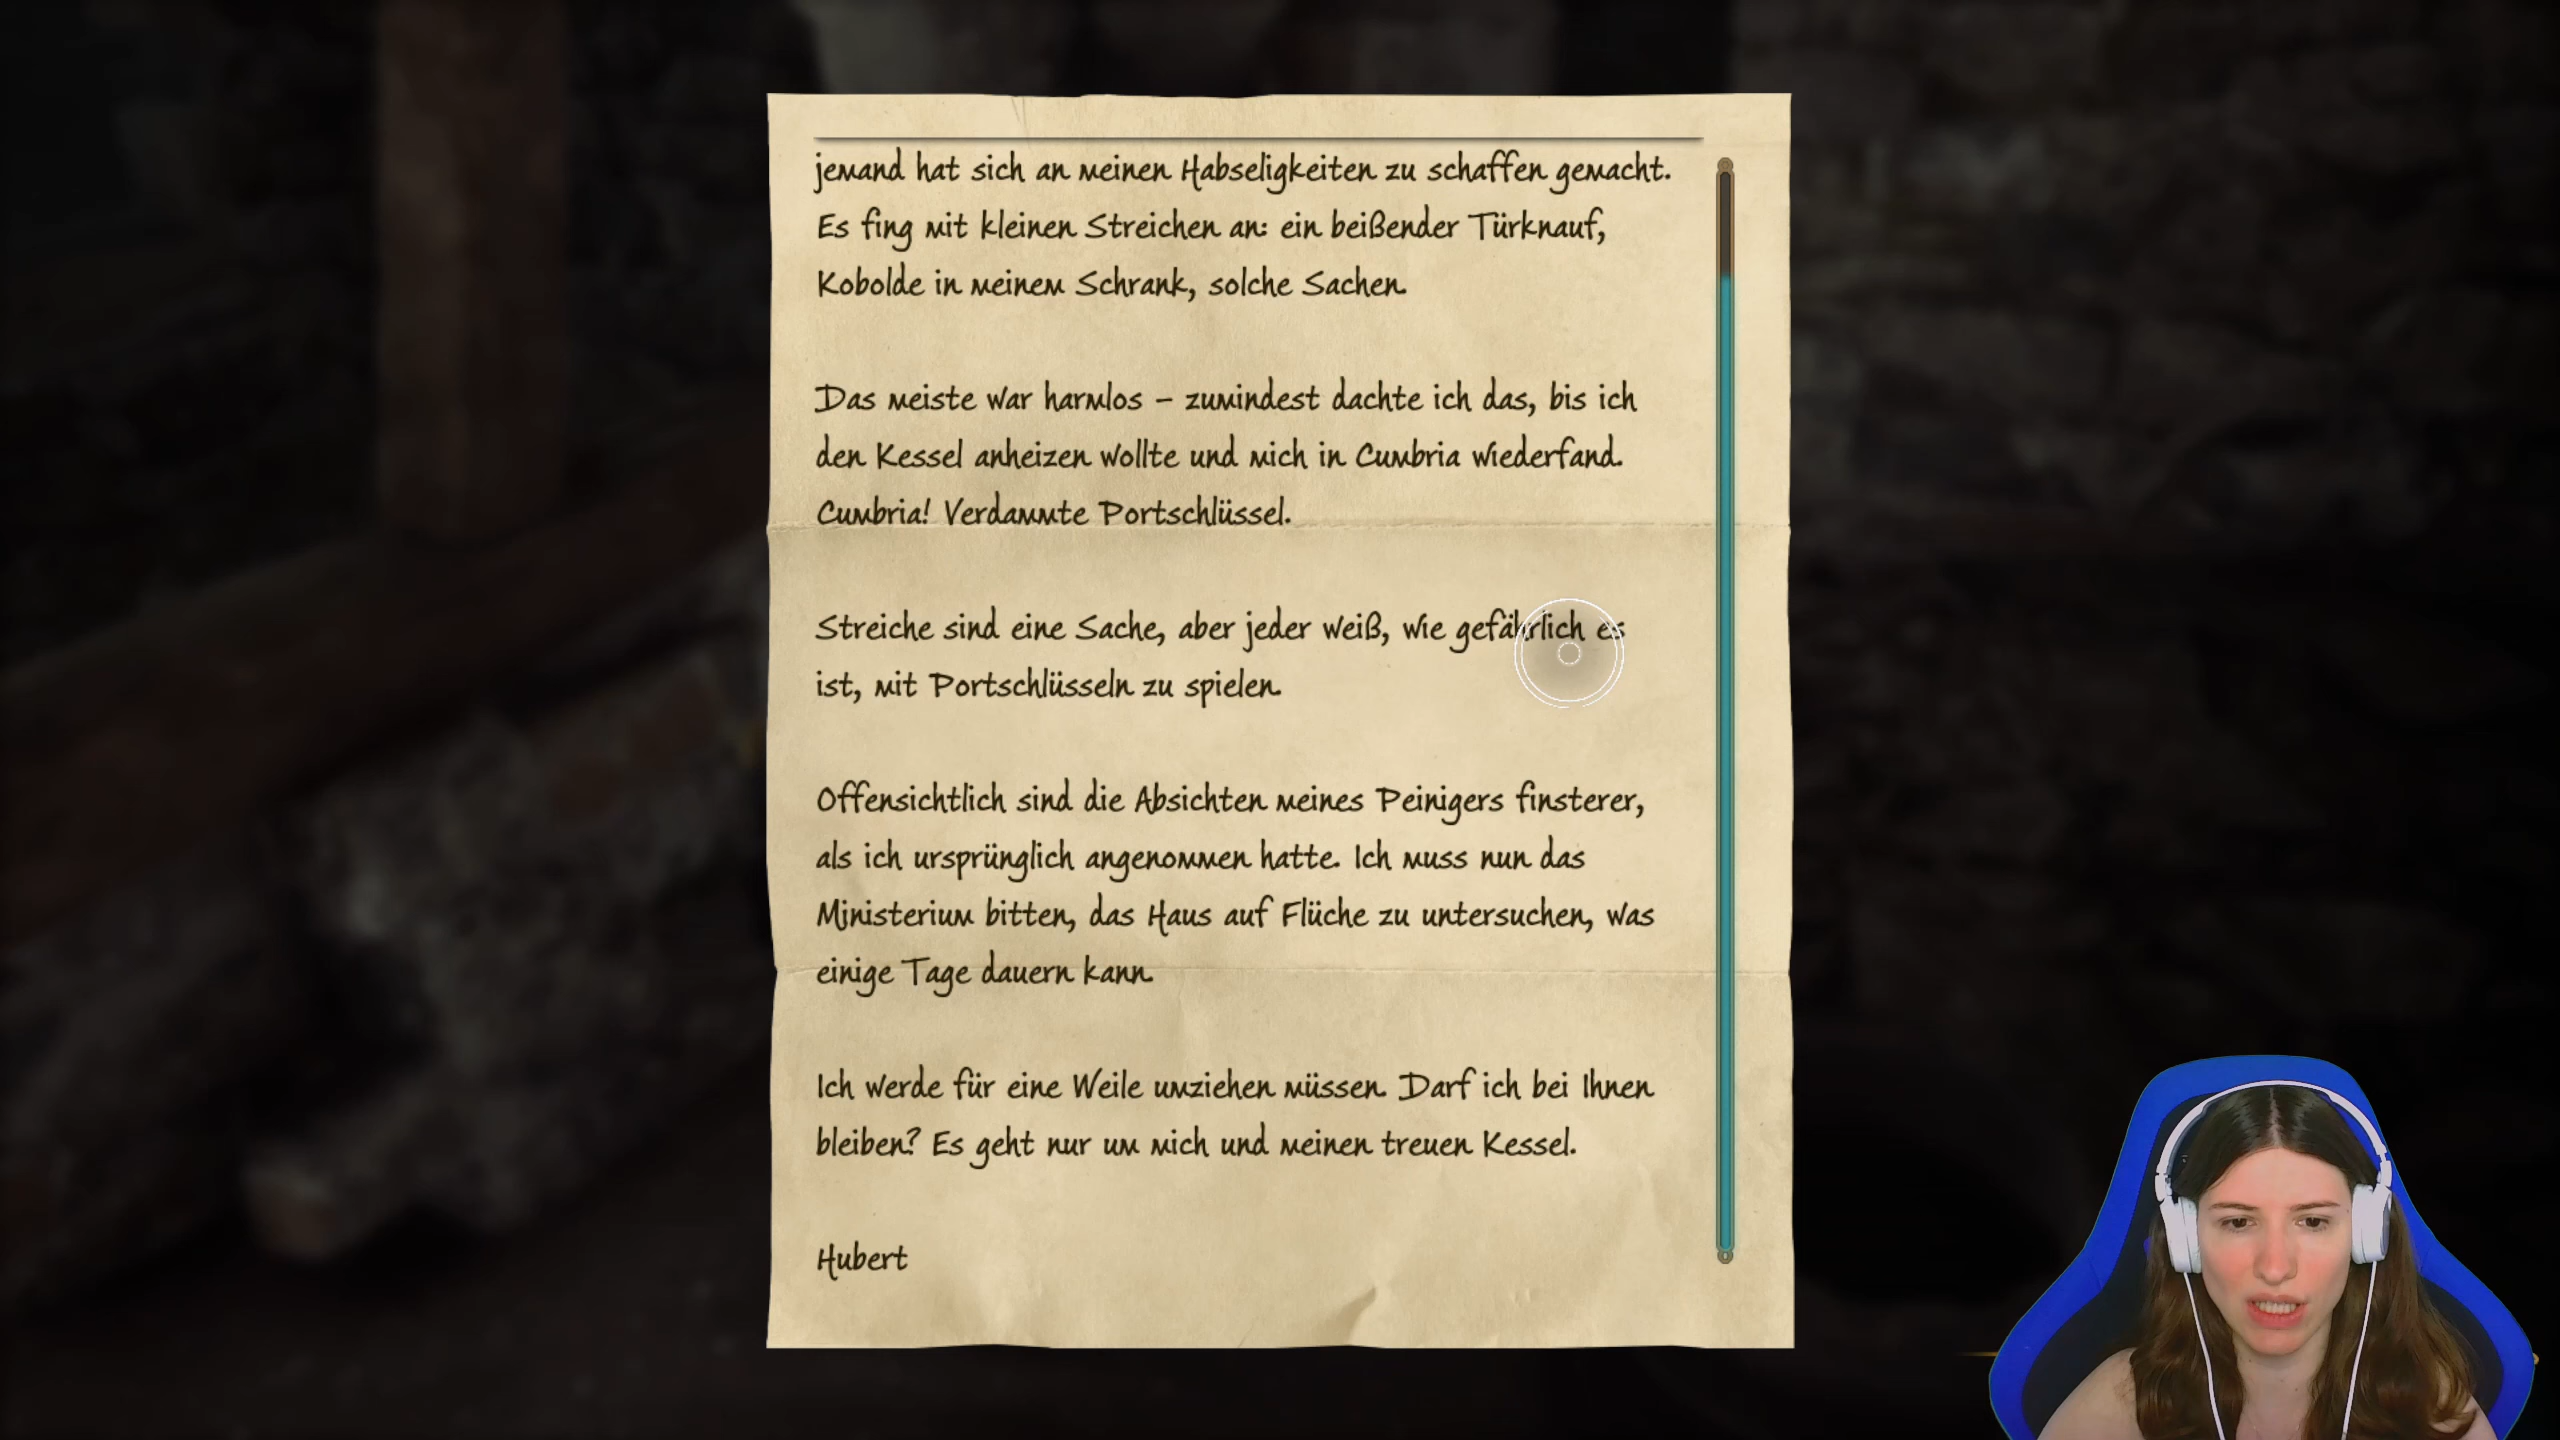 jemand hat sich an meinen Habseligkeiten zu schaffen gemacht.
Es fing mit kleinen Streichen an: ein beißender Türknauf,
Kobolde in meinem Schrank, solche Sachen.
Das meiste war harmlos – zumindest dachte ich das, bis ich
den Kessel anheizen wollte und mich in Cumbria wiederfand.
Cumbria! Verdammte Portschlüssel.
Streiche sind eine Sache, aber jeder weiß, wie gefährlich es
ist, mit Portschlüsseln zu spielen.
Offensichtlich sind die Absichten meines Peinigers finsterer,
als ich ursprünglich angenommen hatte. Ich muss nun das
Ministerium bitten, das Haus auf Flüche zu untersuchen, was
einige Tage dauern kann.
Ich werde für eine Weile umziehen müssen. Darf ich bei Ihnen
bleiben? Es geht nur um mich und meinen treuen Kessel.
Hubert